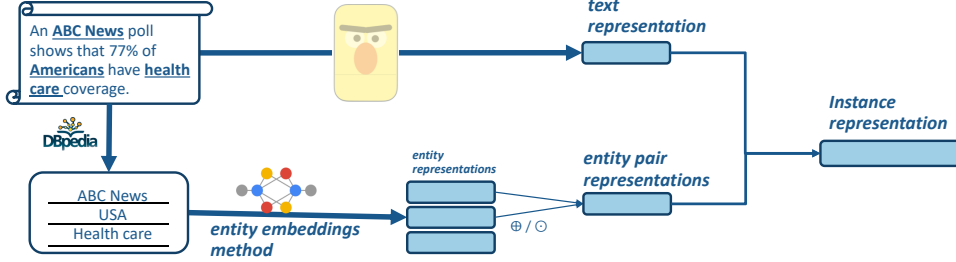 An ABC News poll
shows that 77% of
Americans have health
care coverage.
text
representation
Instance
representation
DBpedia
ABC News
USA
Health care
entity embeddings
method
entity
representations
⊕ / ⊙
entity pair
representations